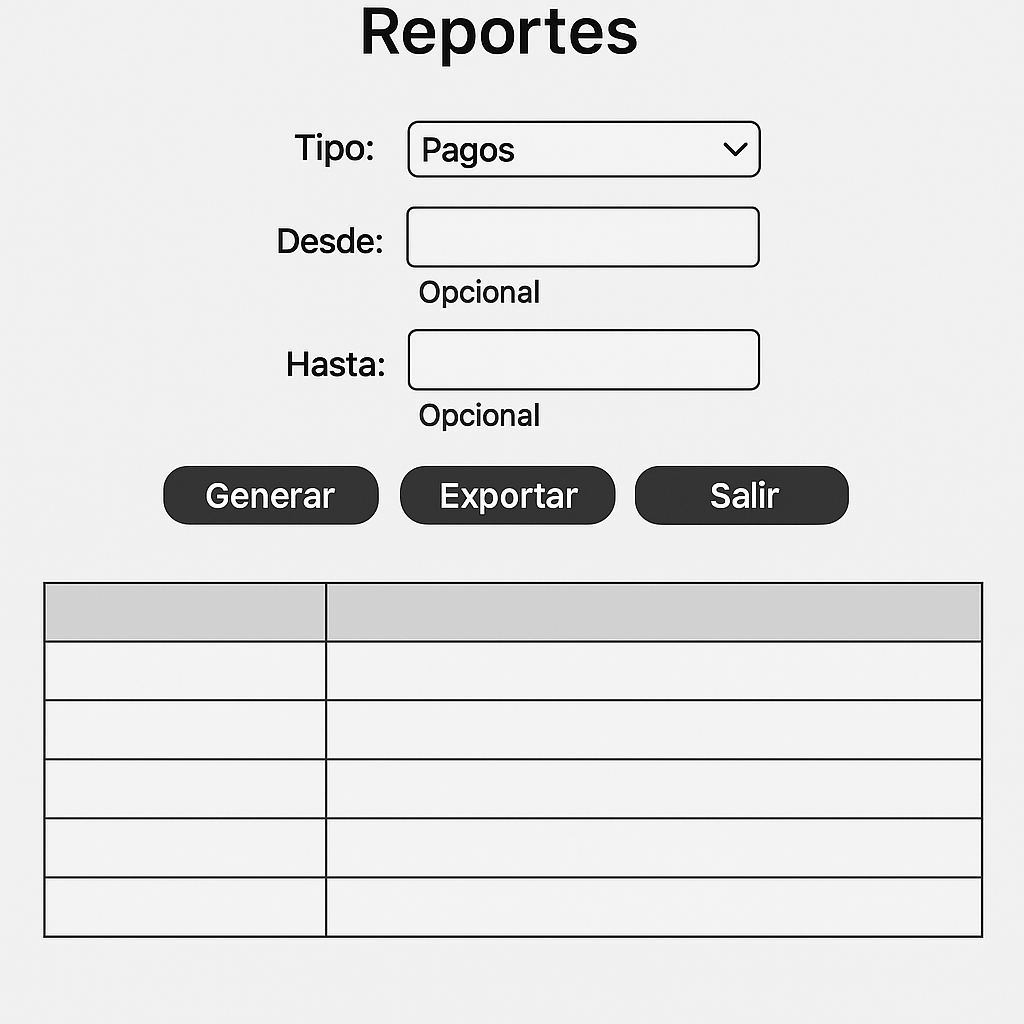 Reportes
Tipo: Pagos
Desde:
Opcional
Hasta:
Opcional
Generar Exportar Salir